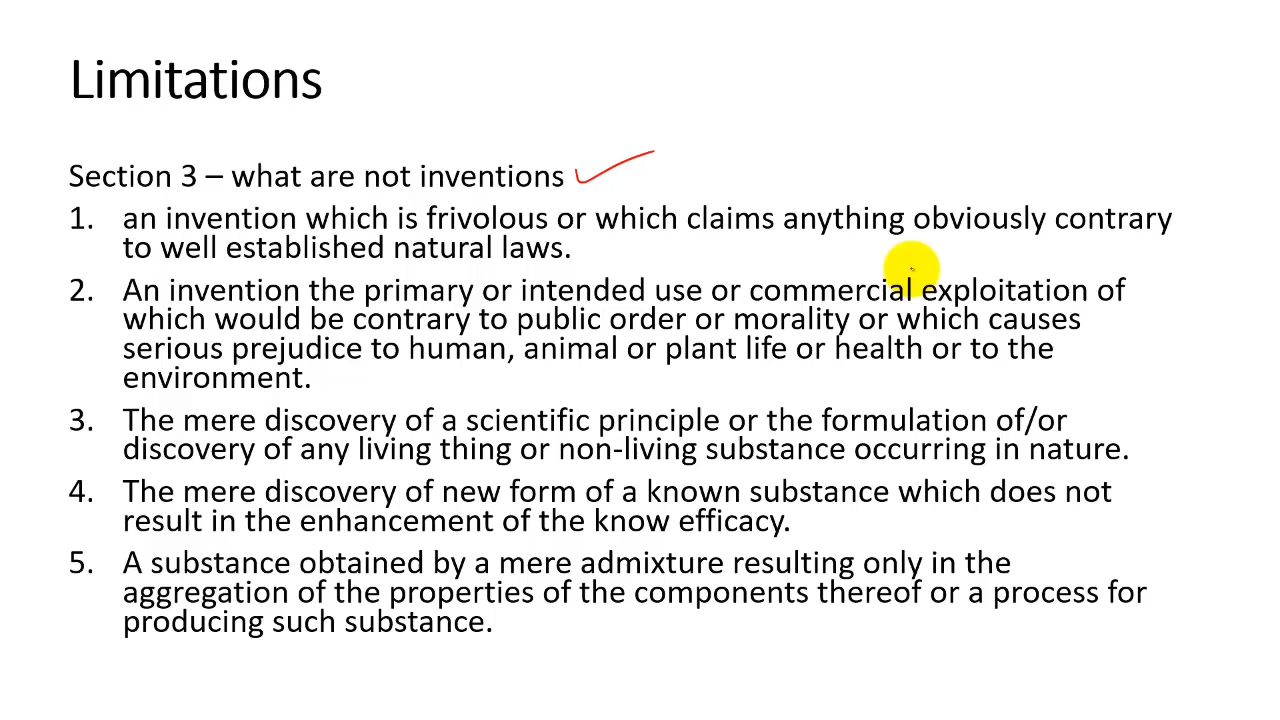 Limitations
Section 3 – what are not inventions
1. an invention which is frivolous or which claims anything obviously contrary
to well established natural laws.
2. An invention the primary or intended use or commercial exploitation of
which would be contrary to public order or morality or which causes
serious prejudice to human, animal or plant life or health or to the
environment.
3. The mere discovery of a scientific principle or the formulation of/or
discovery of any living thing or non-living substance occurring in nature.
4. The mere discovery of new form of a known substance which does not
result in the enhancement of the know efficacy.
5. A substance obtained by a mere admixture resulting only in the
aggregation of the properties of the components thereof or a process for
producing such substance.